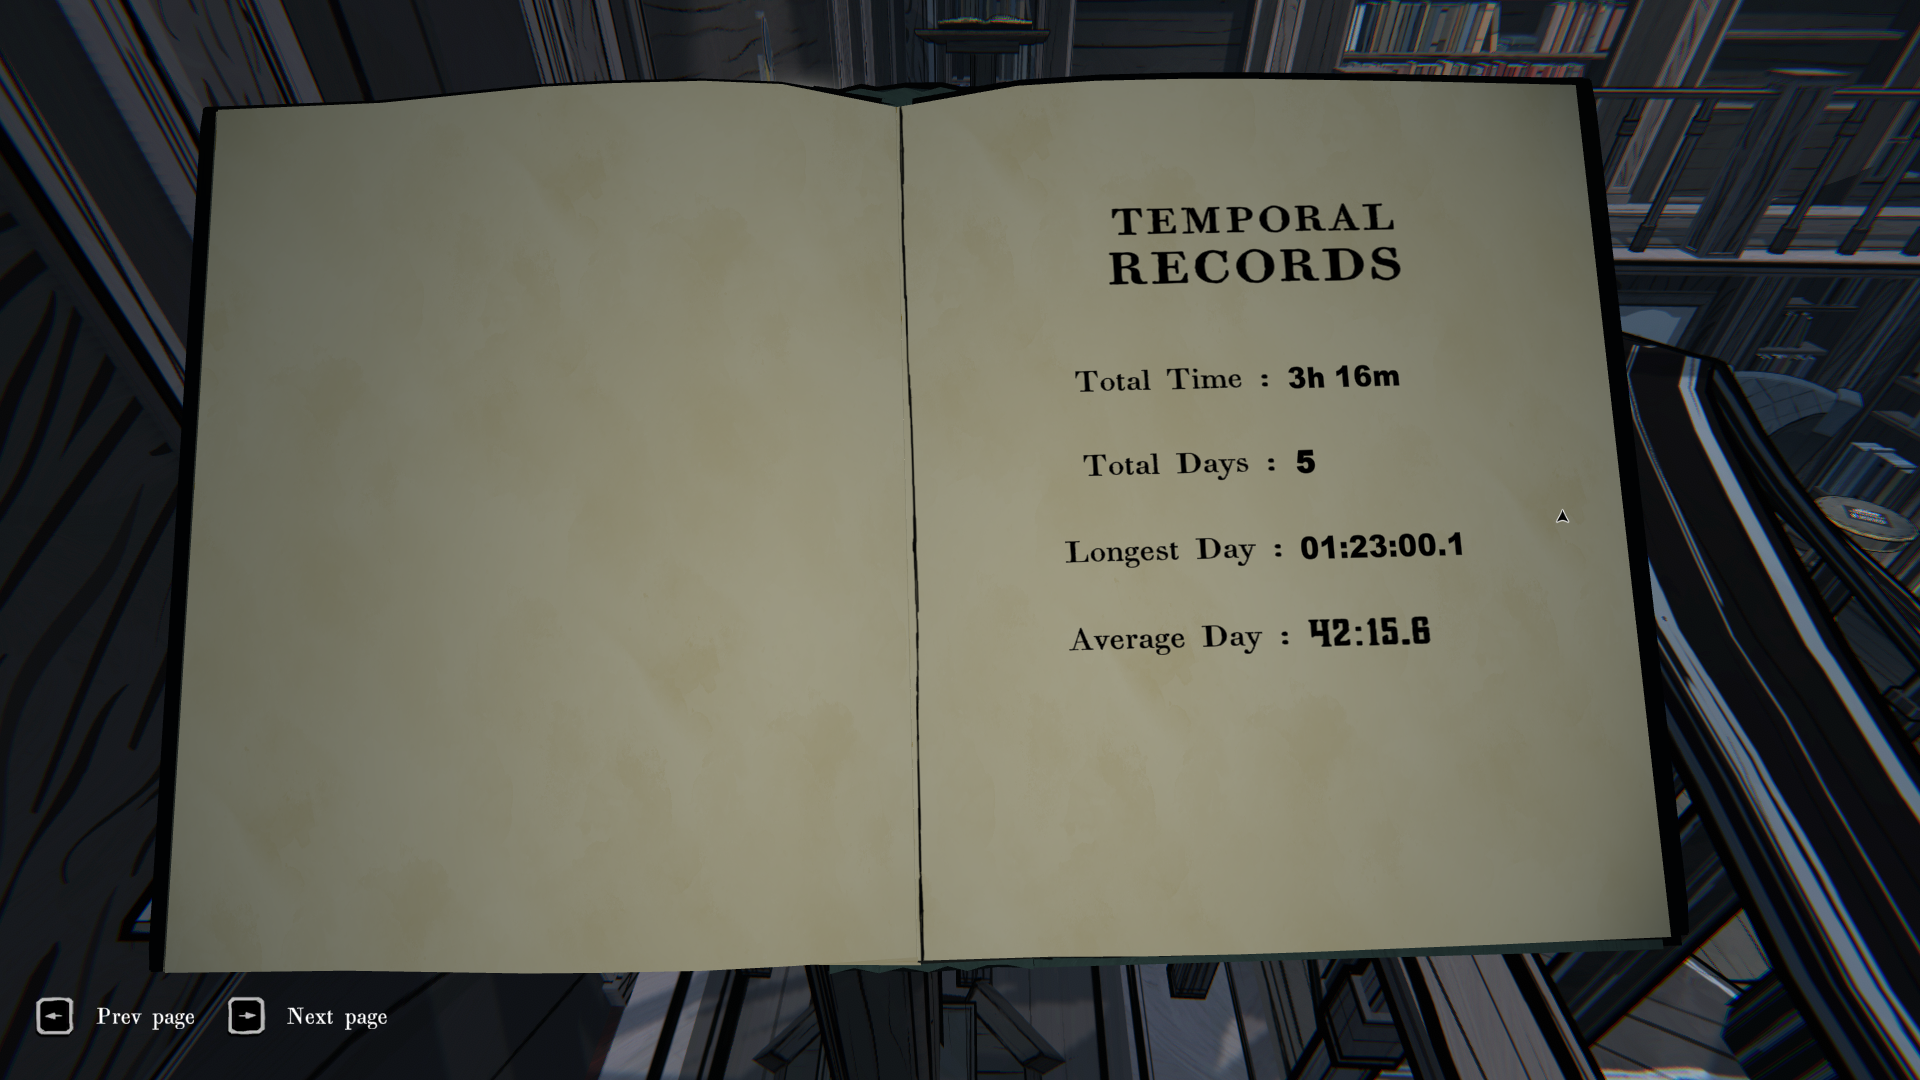 TEMPORAL
RECORDS
Total Time : 3h 16m
Total Days : 5
Longest Day : 01:23:00.1
Average Day : 42:15.6
Prev page
Next page